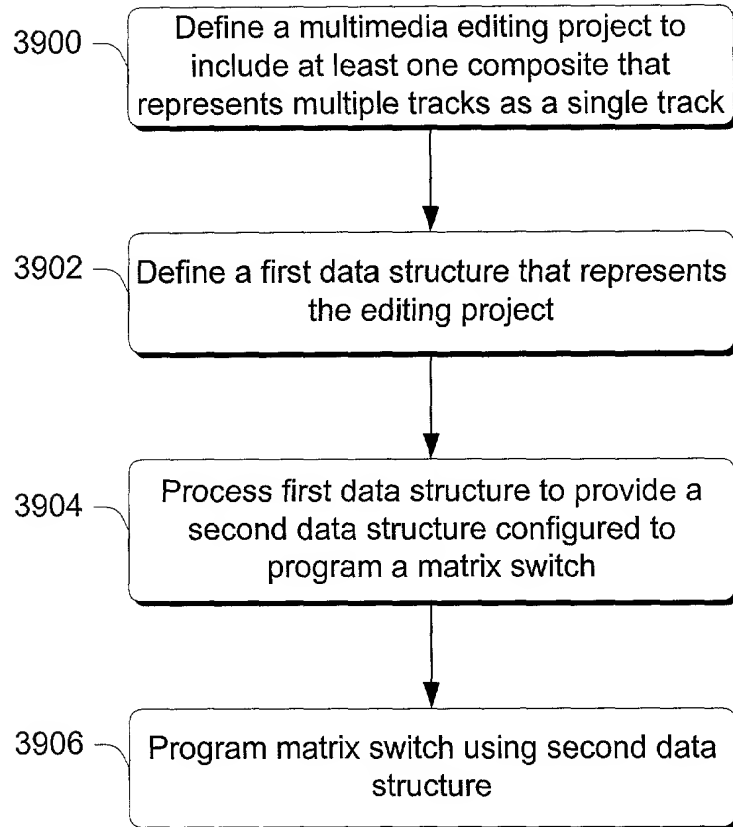 3900
Define a multimedia editing project to
include at least one composite that
represents multiple tracks as a single track
3902
Define a first data structure that represents
the editing project
3904
Process first data structure to provide a
second data structure configured to
program a matrix switch
3906
Program matrix switch using second data
structure